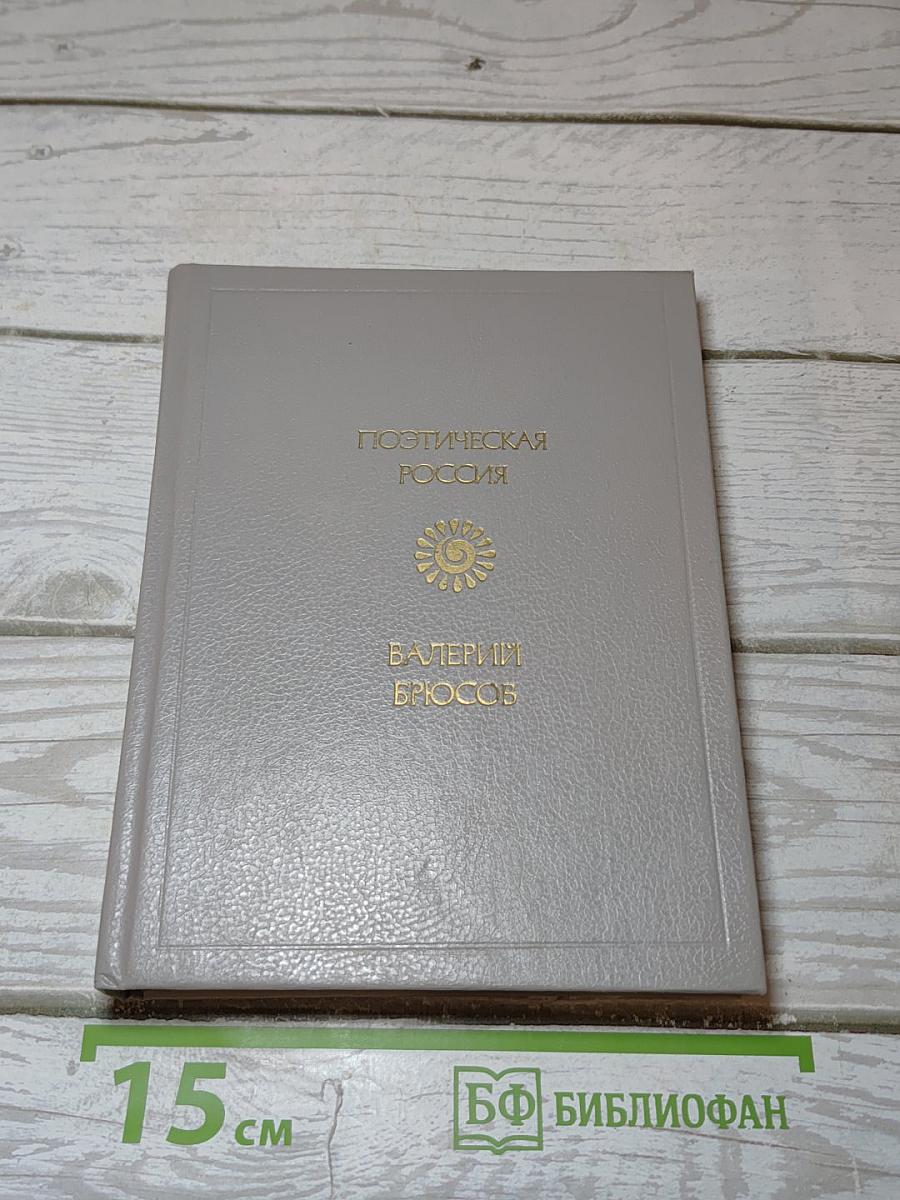 ПОЭТИЧЕСКАЯ
РОССИЯ
ВАЛЕРИЙ
БРЮСОВ
15 см
БФ БИБЛИОФАН